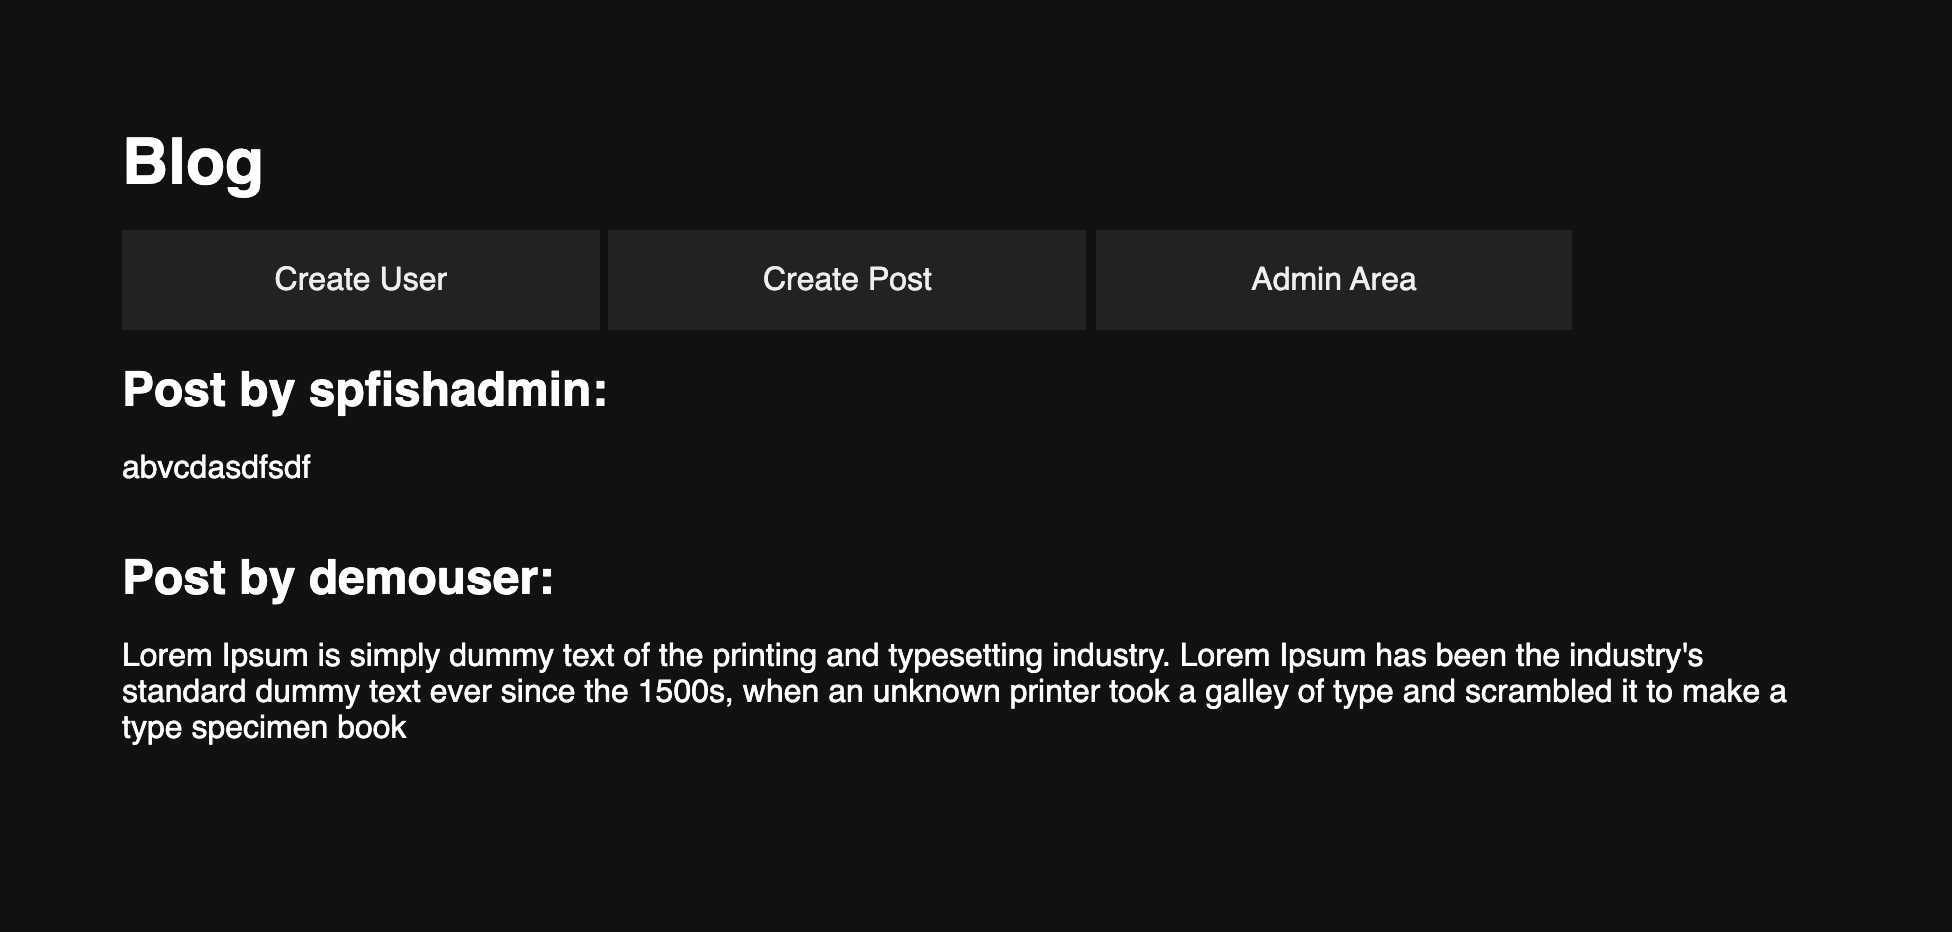 Blog
Create User
Create Post
Admin Area
Post by spfishadmin:
abvcdasdfsdf
Post by demouser:
Lorem Ipsum is simply dummy text of the printing and typesetting industry. Lorem Ipsum has been the industry's
standard dummy text ever since the 1500s, when an unknown printer took a galley of type and scrambled it to make a
type specimen book